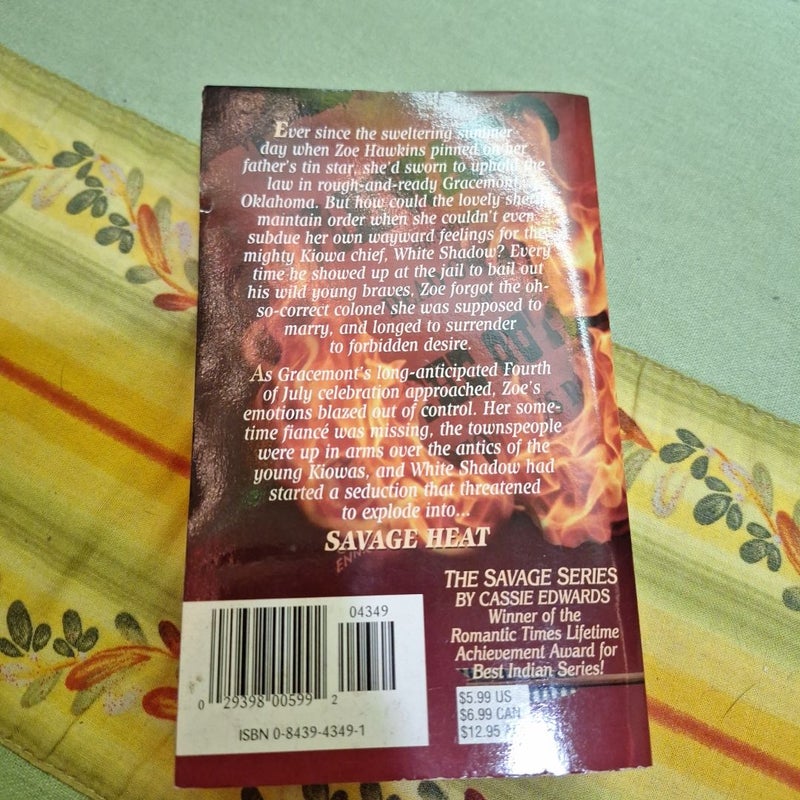 Ever since the sweltering summer
day when Zoe Hawkins pinned on her
father's tin star, she'd sworn to uphold the
law in rough-and-ready Gracemont,
Oklahoma. But how could the lovely sheriff
maintain order when she couldn't even
subdue her own wayward feelings for the
mighty Kiowa chief, White Shadow? Every
time he showed up at the jail to bail out
his wild young braves, Zoe forgot the oh-
so-correct colonel she was supposed to
marry, and longed to surrender
to forbidden desire.
As Gracemont's long-anticipated Fourth
of July celebration approached, Zoe's
emotions blazed out of control. Her some-
time fiancé was missing, the townspeople
were up in arms over the antics of the
young Kiowas, and White Shadow had
started a seduction that threatened
to explode into...
SAVAGE HEAT
THE SAVAGE SERIES
BY CASSIE EDWARDS
Winner of the
Romantic Times Lifetime
Achievement Award for
Best Indian Series!
04349
0 29398 00599 2
ISBN 0-8439-4349-1
$5.99 US
$6.99 CAN
$12.95